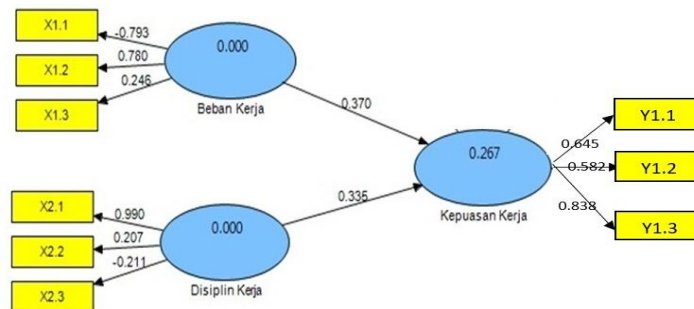 X1.1
-0.793
X1.2
0.780
X1.3
0.246
0.000
Beban Kerja
0.370
X2.1
0.990
X2.2
0.207
X2.3
-0.211
0.000
Disiplin Kerja
0.335
0.267
Kepuasan Kerja
Y1.1
0.645
Y1.2
0.582
Y1.3
0.838